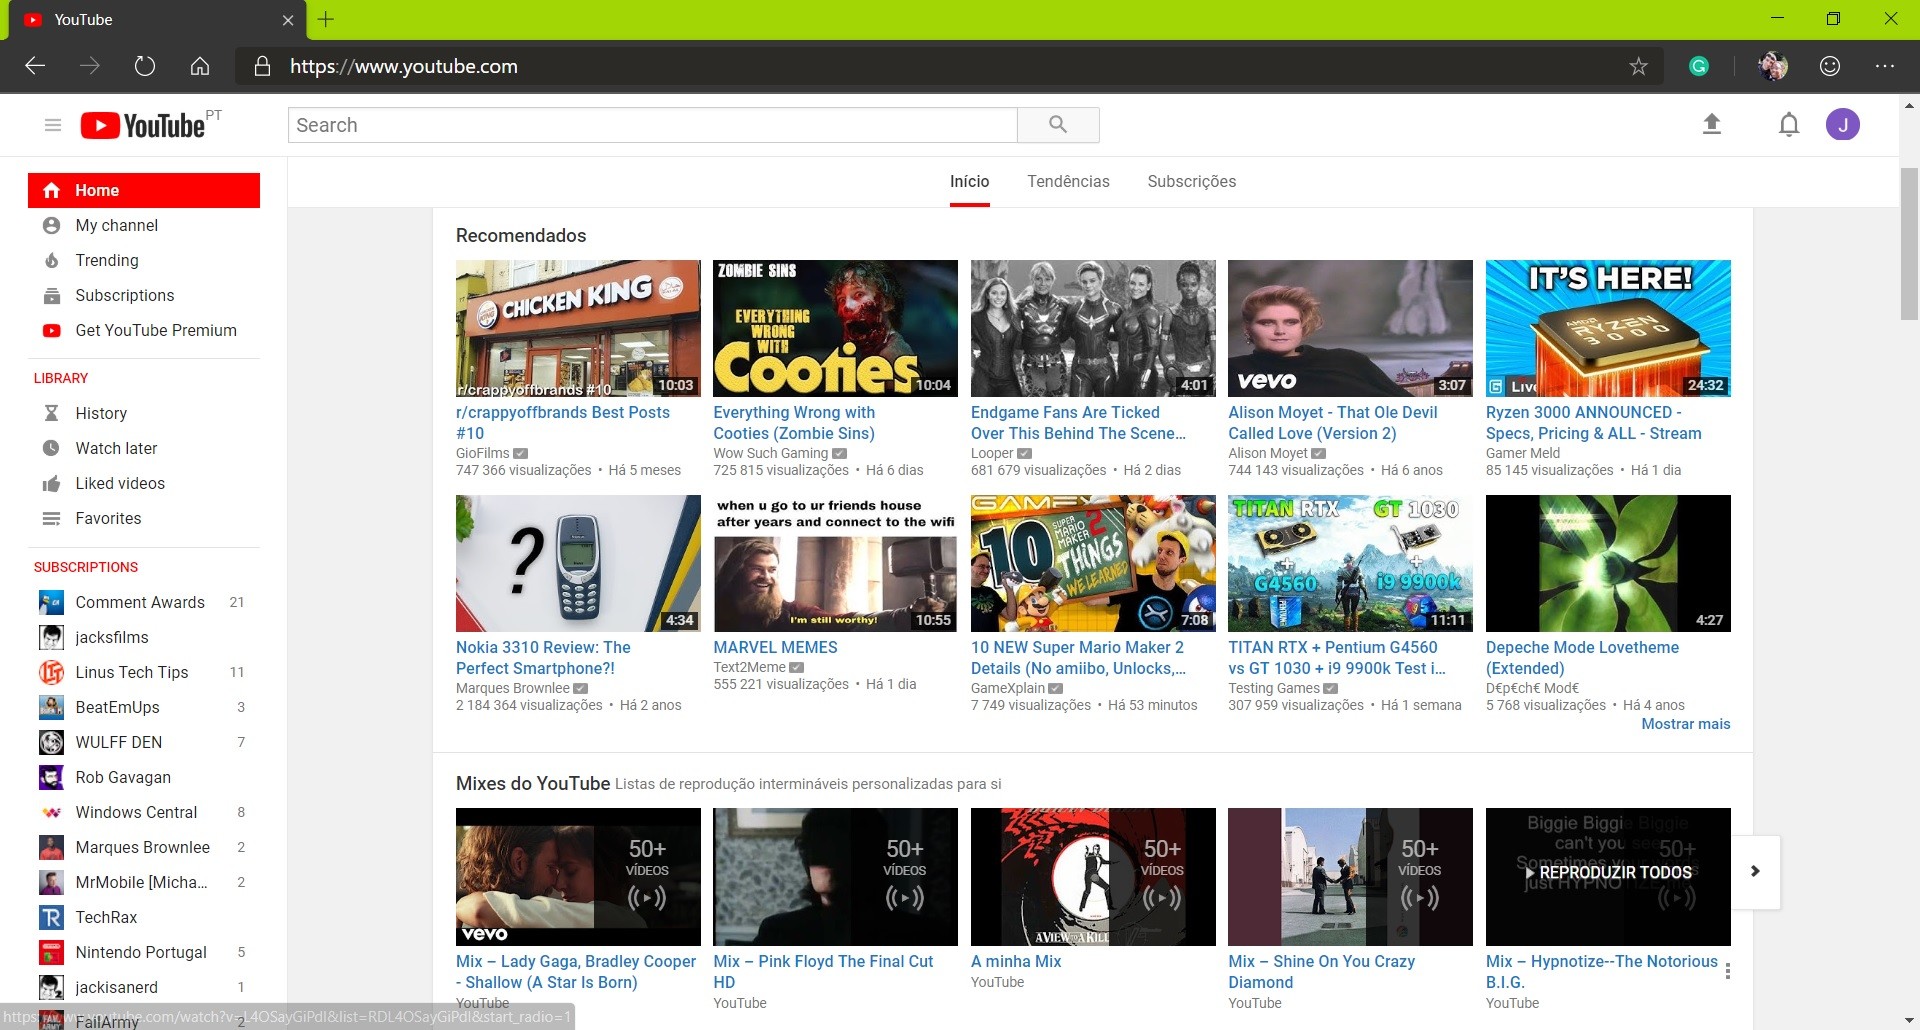 YouTube
https://www.youtube.com
YouTube PT
Search
J
Home
My channel
Trending
Subscriptions
Get YouTube Premium
LIBRARY
History
Watch later
Liked videos
Favorites
SUBSCRIPTIONS
Comment Awards 21
jacksfilms
Linus Tech Tips 11
BeatEmUps 3
WULFF DEN 7
Rob Gavagan
Windows Central 8
Marques Brownlee 2
MrMobile [Micha... 2
TechRax
Nintendo Portugal 5
jackisanerd 1
FailArmy 2
Início Tendências Subscrições
Recomendados
CHICKEN KING
r/crappyoffbrands #10
10:03
r/crappyoffbrands Best Posts
#10
GioFilms
747 366 visualizações • Há 5 meses
ZOMBIE SINS
EVERYTHING
WRONG
WITH
Cooties
10:04
Everything Wrong with
Cooties (Zombie Sins)
Wow Such Gaming
725 815 visualizações • Há 6 dias
4:01
Endgame Fans Are Ticked
Over This Behind The Scene...
Looper
681 679 visualizações • Há 2 dias
vevo
3:07
Alison Moyet - That Ole Devil
Called Love (Version 2)
Alison Moyet
744 143 visualizações • Há 6 anos
IT'S HERE!
AMD
RYZEN
3000
Live
24:32
Ryzen 3000 ANNOUNCED -
Specs, Pricing & ALL - Stream
Gamer Meld
85 145 visualizações • Há 1 dia
?
4:34
Nokia 3310 Review: The
Perfect Smartphone?!
Marques Brownlee
2 184 364 visualizações • Há 2 anos
when u go to ur friends house
after years and connect to the wifi
I'm still worthy!
10:55
MARVEL MEMES
Text2Meme
555 221 visualizações • Há 1 dia
GAMEX
10
SUPER
MARIO
MAKER
2
THINGS
WE LEARNED
7:08
10 NEW Super Mario Maker 2
Details (No amiibo, Unlocks,...
GameXplain
7 749 visualizações • Há 53 minutos
TITAN RTX GT 1030
+ +
G4560 i9 9900k
11:11
TITAN RTX + Pentium G4560
vs GT 1030 + i9 9900k Test i...
Testing Games
307 959 visualizações • Há 1 semana
4:27
Depeche Mode Lovetheme
(Extended)
D€p€ch€ Mod€
5 768 visualizações • Há 4 anos
Mostrar mais
Mixes do YouTube Listas de reprodução intermináveis personalizadas para si
50+
VÍDEOS
vevo
Mix – Lady Gaga, Bradley Cooper
- Shallow (A Star Is Born)
YouTube
50+
VÍDEOS
Mix – Pink Floyd The Final Cut
HD
YouTube
50+
VÍDEOS
A VIEW TO A KILL
A minha Mix
YouTube
50+
VÍDEOS
Mix – Shine On You Crazy
Diamond
YouTube
Biggie Biggie Biggie
can't you see
Sometimes your words
just HYPNOTIZE
50+
REPRODUZIR TODOS
Mix – Hypnotize--The Notorious
B.I.G.
YouTube
https://www.youtube.com/watch?v=L4OSayGiPdI&list=RDL4OSayGiPdI&start_radio=1